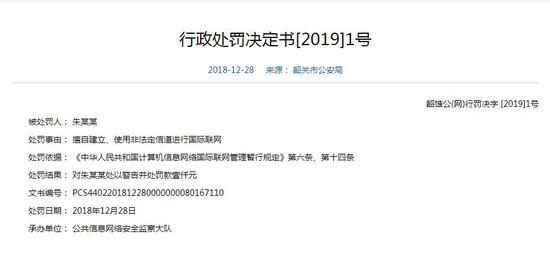 行政处罚决定书[2019]1号
2018-12-28 来源： 韶关市公安局
韶雄公(网)行罚决字 [2019]1号
被处罚人： 朱某某
处罚事由： 擅自建立、使用非法定信道进行国际联网
处罚依据： 《中华人民共和国计算机信息网络国际联网管理暂行规定》第六条、第十四条
处罚结果： 对朱某某处以警告并处罚款壹仟元
文书编号： PCS4402201812280000000080167110
处罚日期： 2018年12月28日
承办单位： 公共信息网络安全监察大队